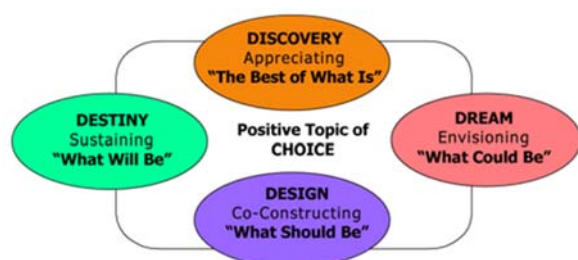 DISCOVERY
Appreciating
“The Best of What Is”
DESTINY
Sustaining
“What Will Be”
Positive Topic of
CHOICE
DREAM
Envisioning
“What Could Be”
DESIGN
Co-Constructing
“What Should Be”